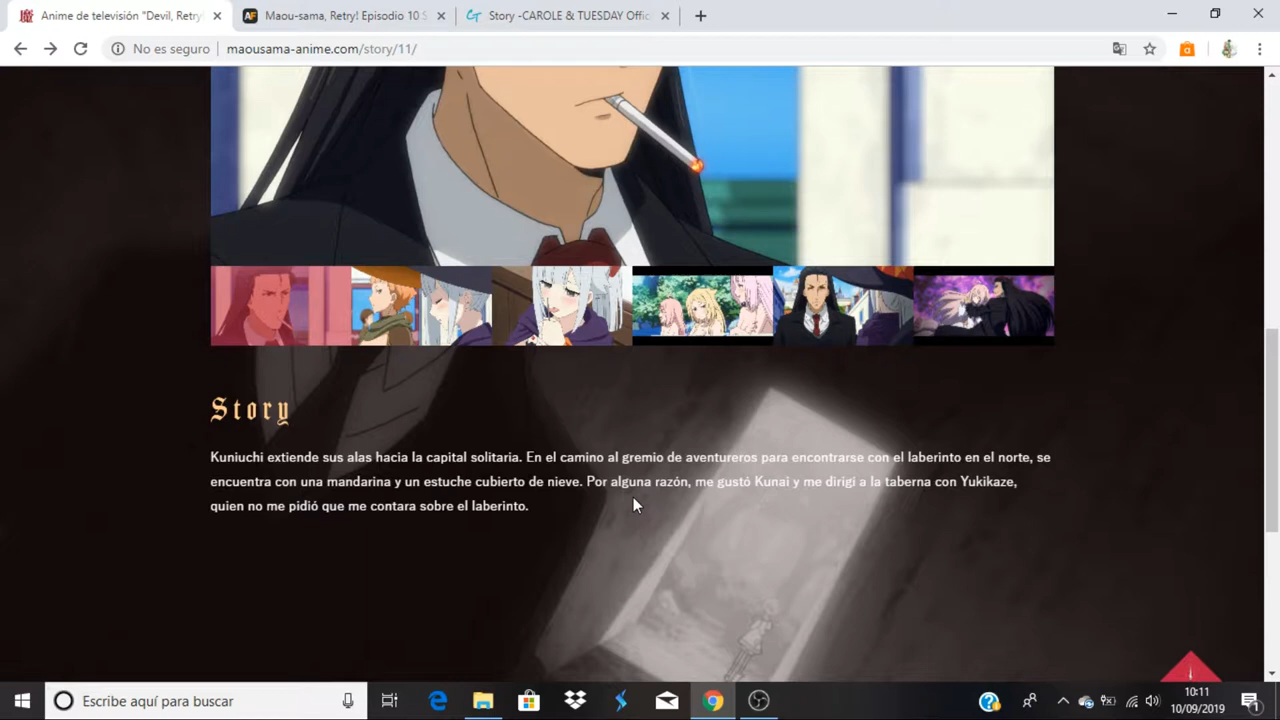 Anime de televisión "Devil, Retry!
Maou-sama, Retry! Episodio 10 S
Story -CAROLE & TUESDAY Offic
No es seguro
maousama-anime.com/story/11/
Story
Kuniuchi extiende sus alas hacia la capital solitaria. En el camino al gremio de aventureros para encontrarse con el laberinto en el norte, se
encuentra con una mandarina y un estuche cubierto de nieve. Por alguna razón, me gustó Kunai y me dirigi a la taberna con Yukikaze,
quien no me pidió que me contara sobre el laberinto.
Escribe aquí para buscar
10:11
10/09/2019